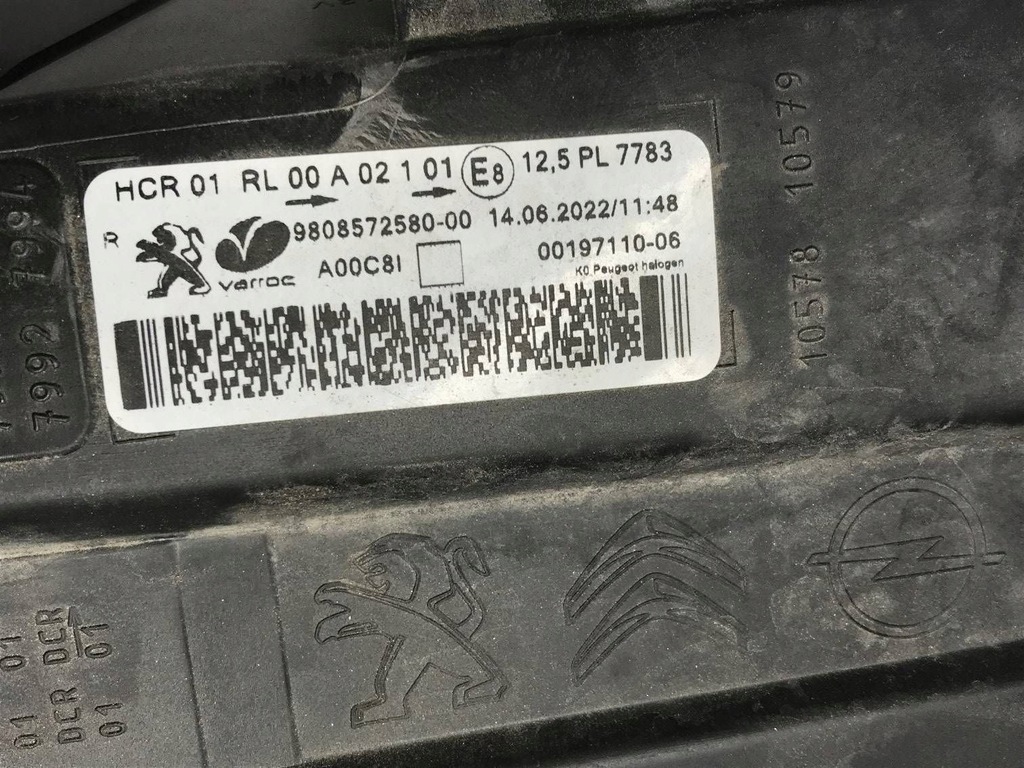 HCR 01 RL 00 A 02 1 01 E8 12,5 PL 7783
R
varroc
9808572580-00 14.06.2022/11:48
A00C8I
00197110-06
K0 Peugeot halogen
10578 10579
7992 7994
01 DCR
01
01 DCR
01